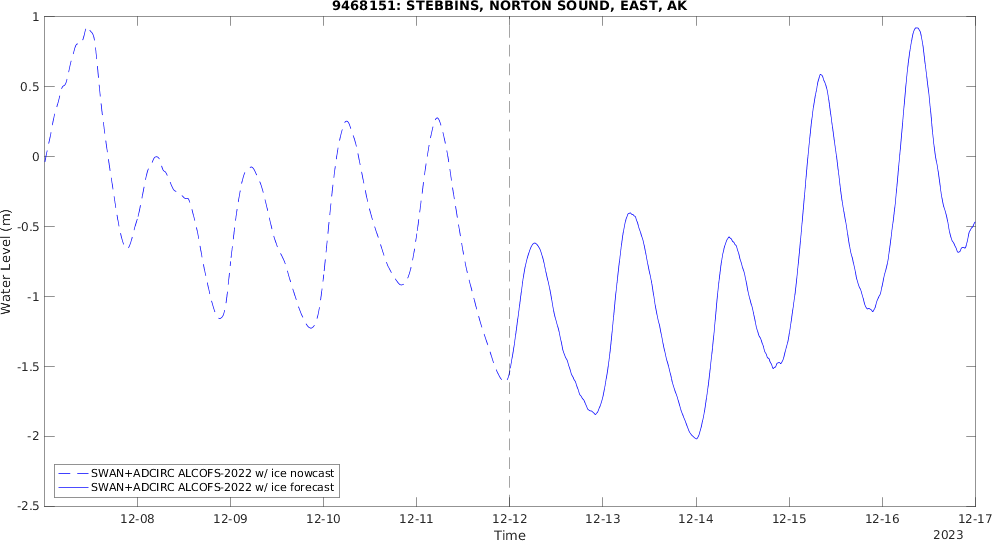 9468151: STEBBINS, NORTON SOUND, EAST, AK
Water Level (m)
1
0.5
0
-0.5
-1
-1.5
-2
-2.5
SWAN+ADCIRC ALCOFS-2022 w/ ice nowcast
SWAN+ADCIRC ALCOFS-2022 w/ ice forecast
12-08 12-09 12-10 12-11 12-12 12-13 12-14 12-15 12-16 12-17
Time
2023